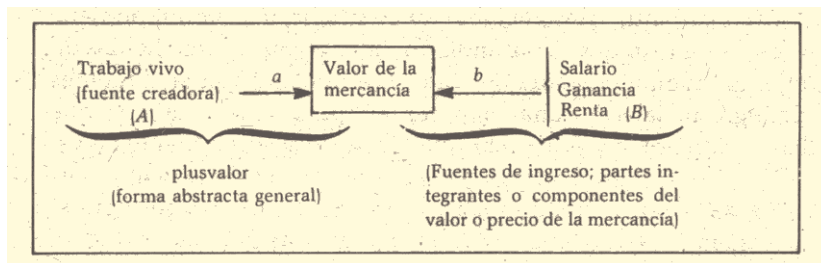 Trabajo vivo
(fuente creadora)
(A)
a
Valor de la
mercancía
b
Salario
Ganancia
Renta (B)
plusvalor
(forma abstracta general)
(Fuentes de ingreso; partes in-
tegrantes o componentes del
valor o precio de la mercancía)